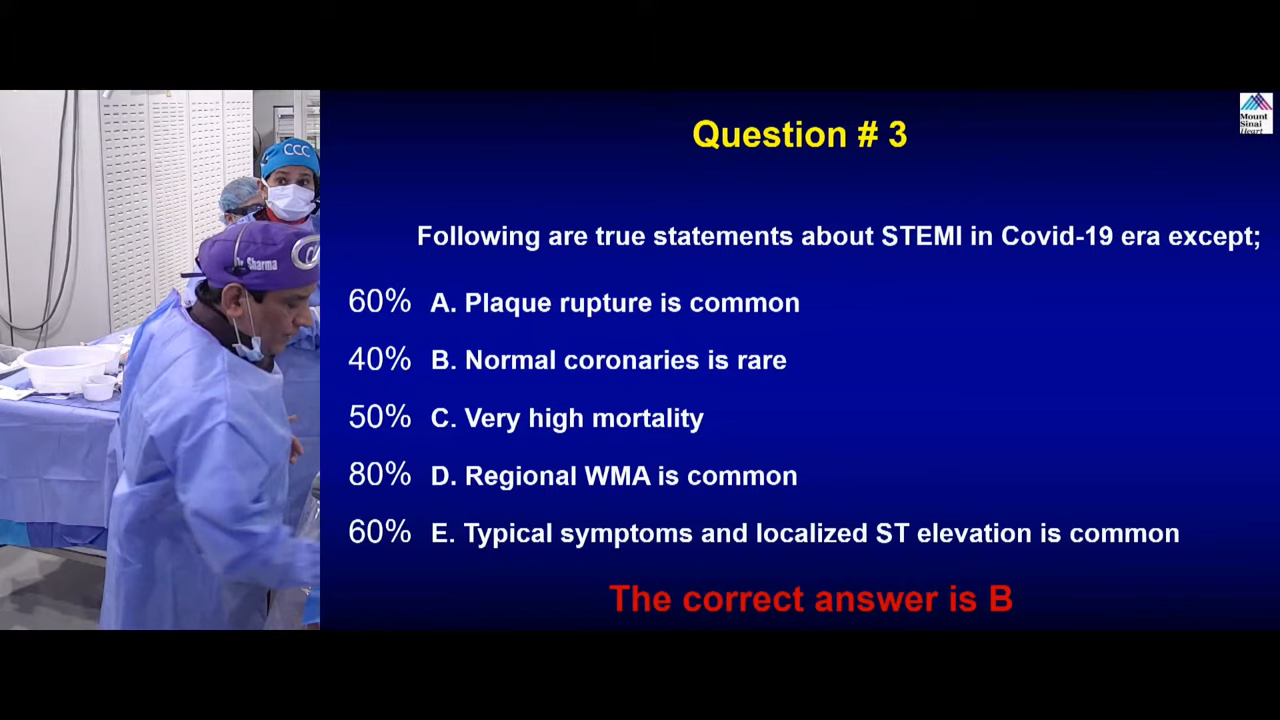 Question # 3
Mount
Sinai
Heart
CCC
Dr Sharma
Following are true statements about STEMI in Covid-19 era except;
60% A. Plaque rupture is common
40% B. Normal coronaries is rare
50% C. Very high mortality
80% D. Regional WMA is common
60% E. Typical symptoms and localized ST elevation is common
The correct answer is B